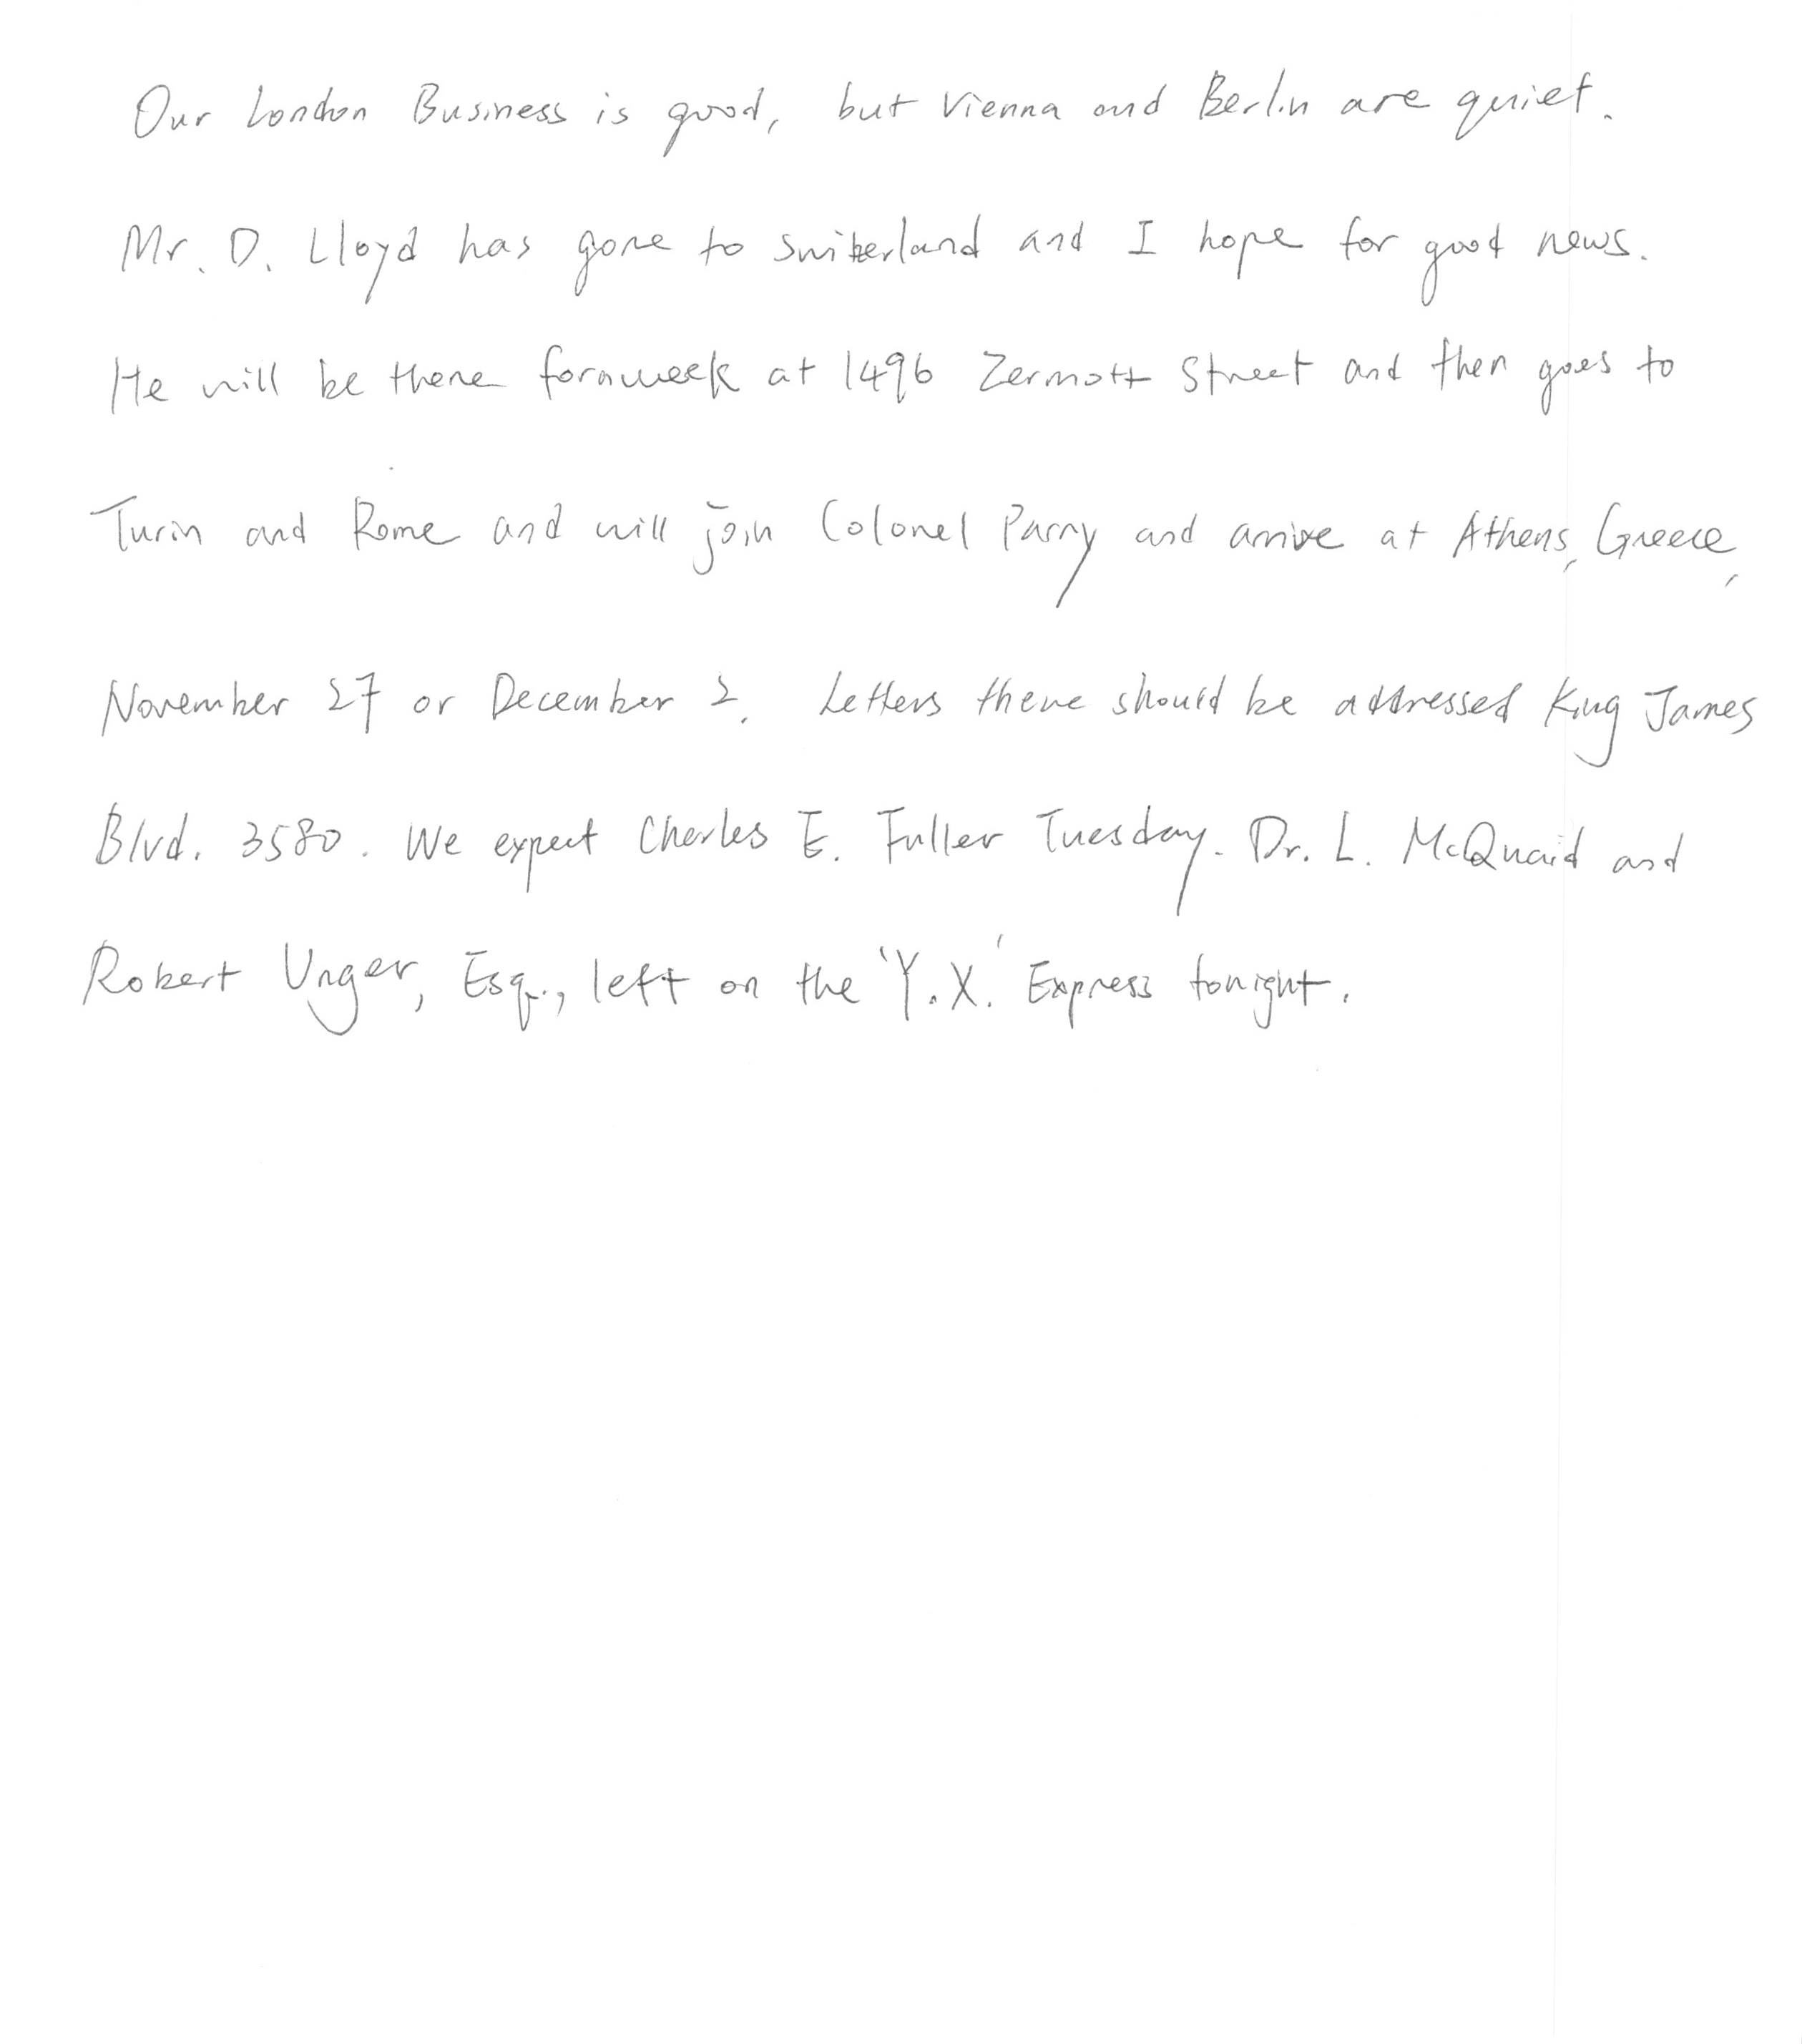 Our London Business is good, but Vienna and Berlin are quiet.
Mr. D. Lloyd has gone to Switzerland and I hope for good news.
He will be there for a week at 1496 Zermott Street and then goes to
Turin and Rome and will join Colonel Parry and arrive at Athens, Greece,
November 27 or December 2. Letters there should be addressed King James
Blvd. 3580. We expect Charles E. Fuller Tuesday. Dr. L. McQuaid and
Robert Unger, Esq., left on the 'Y.X.' Express tonight.